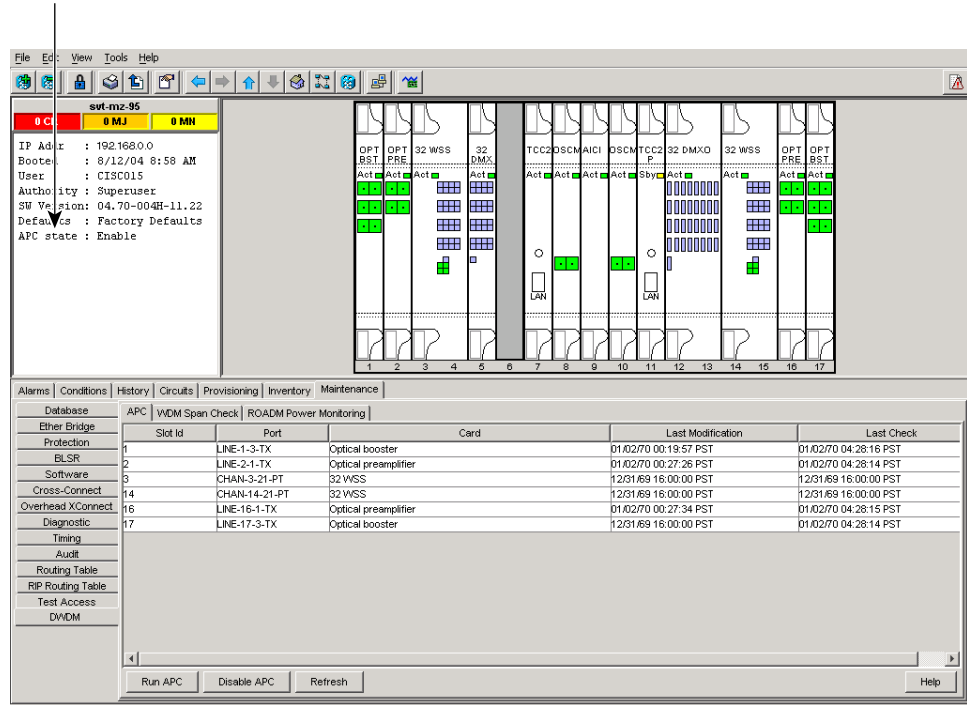 File Edit View Tools Help
svt-mz-95
0 CR 0 MJ 0 MN
IP Addr : 192.168.0.0
Booted : 8/12/04 8:58 AM
User : CISCO15
Authority : Superuser
SW Version: 04.70-004H-11.22
Defaults : Factory Defaults
APC state : Enable
OPT BST OPT PRE 32 WSS 32 DMX TCC2 OSCM AICI OSCM TCC2 P 32 DMXO 32 WSS OPT PRE OPT BST
Act Act Act Act Act Act Act Act Sby Act Act Act Act
LAN LAN
1 2 3 4 5 6 7 8 9 10 11 12 13 14 15 16 17
Alarms Conditions History Circuits Provisioning Inventory Maintenance
Database
Ether Bridge
Protection
BLSR
Software
Cross-Connect
Overhead XConnect
Diagnostic
Timing
Audit
Routing Table
RIP Routing Table
Test Access
DWDM
APC WDM Span Check ROADM Power Monitoring
Slot Id Port Card Last Modification Last Check
1 LINE-1-3-TX Optical booster 01/02/70 00:19:57 PST 01/02/70 04:28:16 PST
2 LINE-2-1-TX Optical preamplifier 01/02/70 00:27:26 PST 01/02/70 04:28:14 PST
3 CHAN-3-21-PT 32 WSS 12/31/69 16:00:00 PST 12/31/69 16:00:00 PST
14 CHAN-14-21-PT 32 WSS 12/31/69 16:00:00 PST 12/31/69 16:00:00 PST
16 LINE-16-1-TX Optical preamplifier 01/02/70 00:27:34 PST 01/02/70 04:28:15 PST
17 LINE-17-3-TX Optical booster 12/31/69 16:00:00 PST 01/02/70 04:28:14 PST
Run APC Disable APC Refresh Help